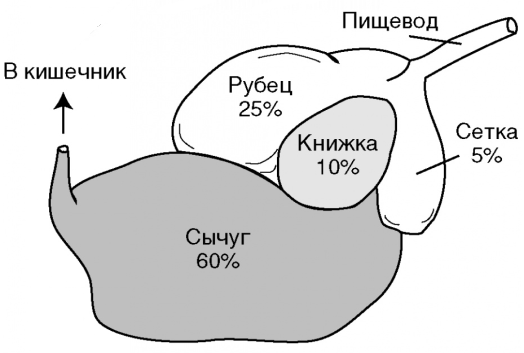 Пищевод
В кишечник
Рубец
25%
Книжка
10%
Сетка
5%
Сычуг
60%